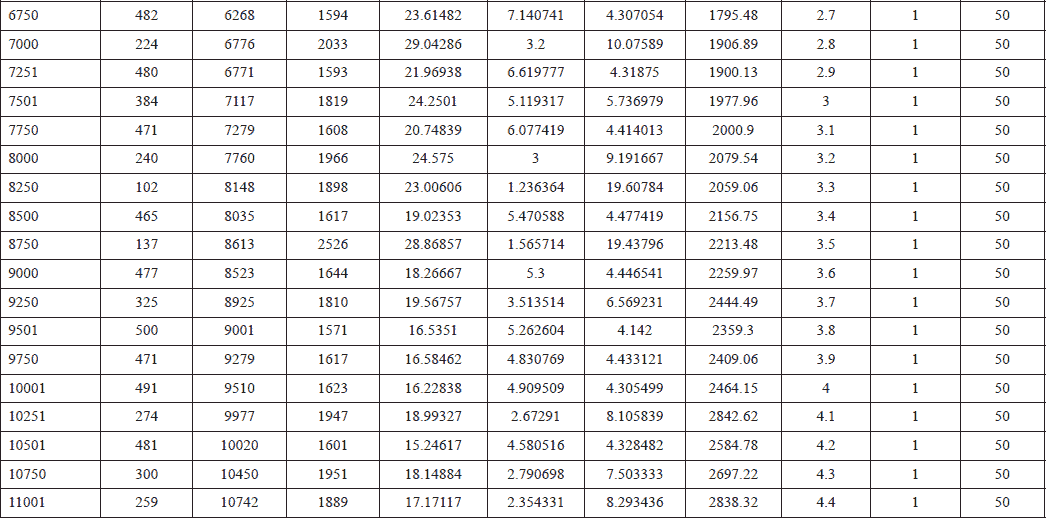 6750 482 6268 1594 23.61482 7.140741 4.307054 1795.48 2.7 1 50
7000 224 6776 2033 29.04286 3.2 10.07589 1906.89 2.8 1 50
7251 480 6771 1593 21.96938 6.619777 4.31875 1900.13 2.9 1 50
7501 384 7117 1819 24.2501 5.119317 5.736979 1977.96 3 1 50
7750 471 7279 1608 20.74839 6.077419 4.414013 2000.9 3.1 1 50
8000 240 7760 1966 24.575 3 9.191667 2079.54 3.2 1 50
8250 102 8148 1898 23.00606 1.236364 19.60784 2059.06 3.3 1 50
8500 465 8035 1617 19.02353 5.470588 4.477419 2156.75 3.4 1 50
8750 137 8613 2526 28.86857 1.565714 19.43796 2213.48 3.5 1 50
9000 477 8523 1644 18.26667 5.3 4.446541 2259.97 3.6 1 50
9250 325 8925 1810 19.56757 3.513514 6.569231 2444.49 3.7 1 50
9501 500 9001 1571 16.5351 5.262604 4.142 2359.3 3.8 1 50
9750 471 9279 1617 16.58462 4.830769 4.433121 2409.06 3.9 1 50
10001 491 9510 1623 16.22838 4.909509 4.305499 2464.15 4 1 50
10251 274 9977 1947 18.99327 2.67291 8.105839 2842.62 4.1 1 50
10501 481 10020 1601 15.24617 4.580516 4.328482 2584.78 4.2 1 50
10750 300 10450 1951 18.14884 2.790698 7.503333 2697.22 4.3 1 50
11001 259 10742 1889 17.17117 2.354331 8.293436 2838.32 4.4 1 50